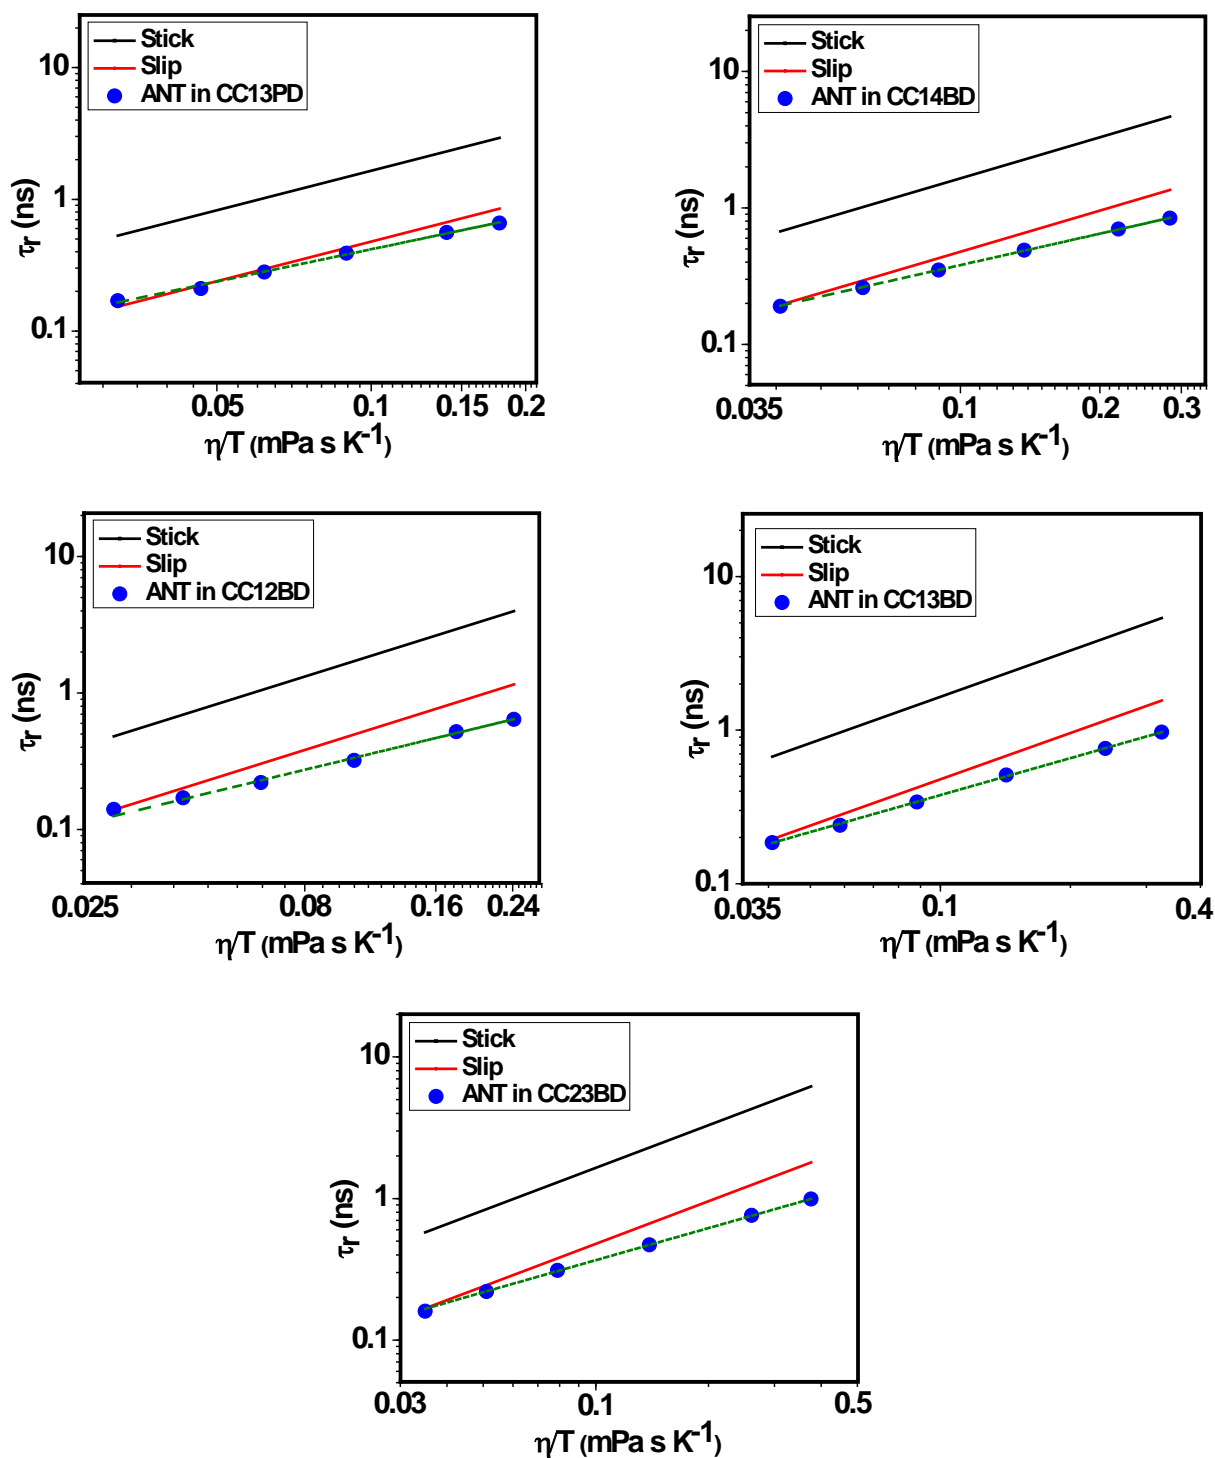 Stick
Slip
ANT in CC13PD
10
1
0.1
τr (ns)
0.05
0.1
0.15
0.2
η/T (mPa s K-1)
Stick
Slip
ANT in CC14BD
10
1
0.1
τr (ns)
0.035
0.1
0.2
0.3
η/T (mPa s K-1)
Stick
Slip
ANT in CC12BD
10
1
0.1
τr (ns)
0.025
0.08
0.16
0.24
η/T (mPa s K-1)
Stick
Slip
ANT in CC13BD
10
1
0.1
τr (ns)
0.035
0.1
0.4
η/T (mPa s K-1)
Stick
Slip
ANT in CC23BD
10
1
0.1
τr (ns)
0.03
0.1
0.5
η/T (mPa s K-1)